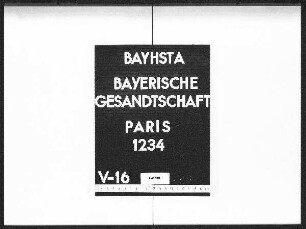 BAYHSTA
BAYERISCHE
GESANDTSCHAFT
PARIS
1234
V-16